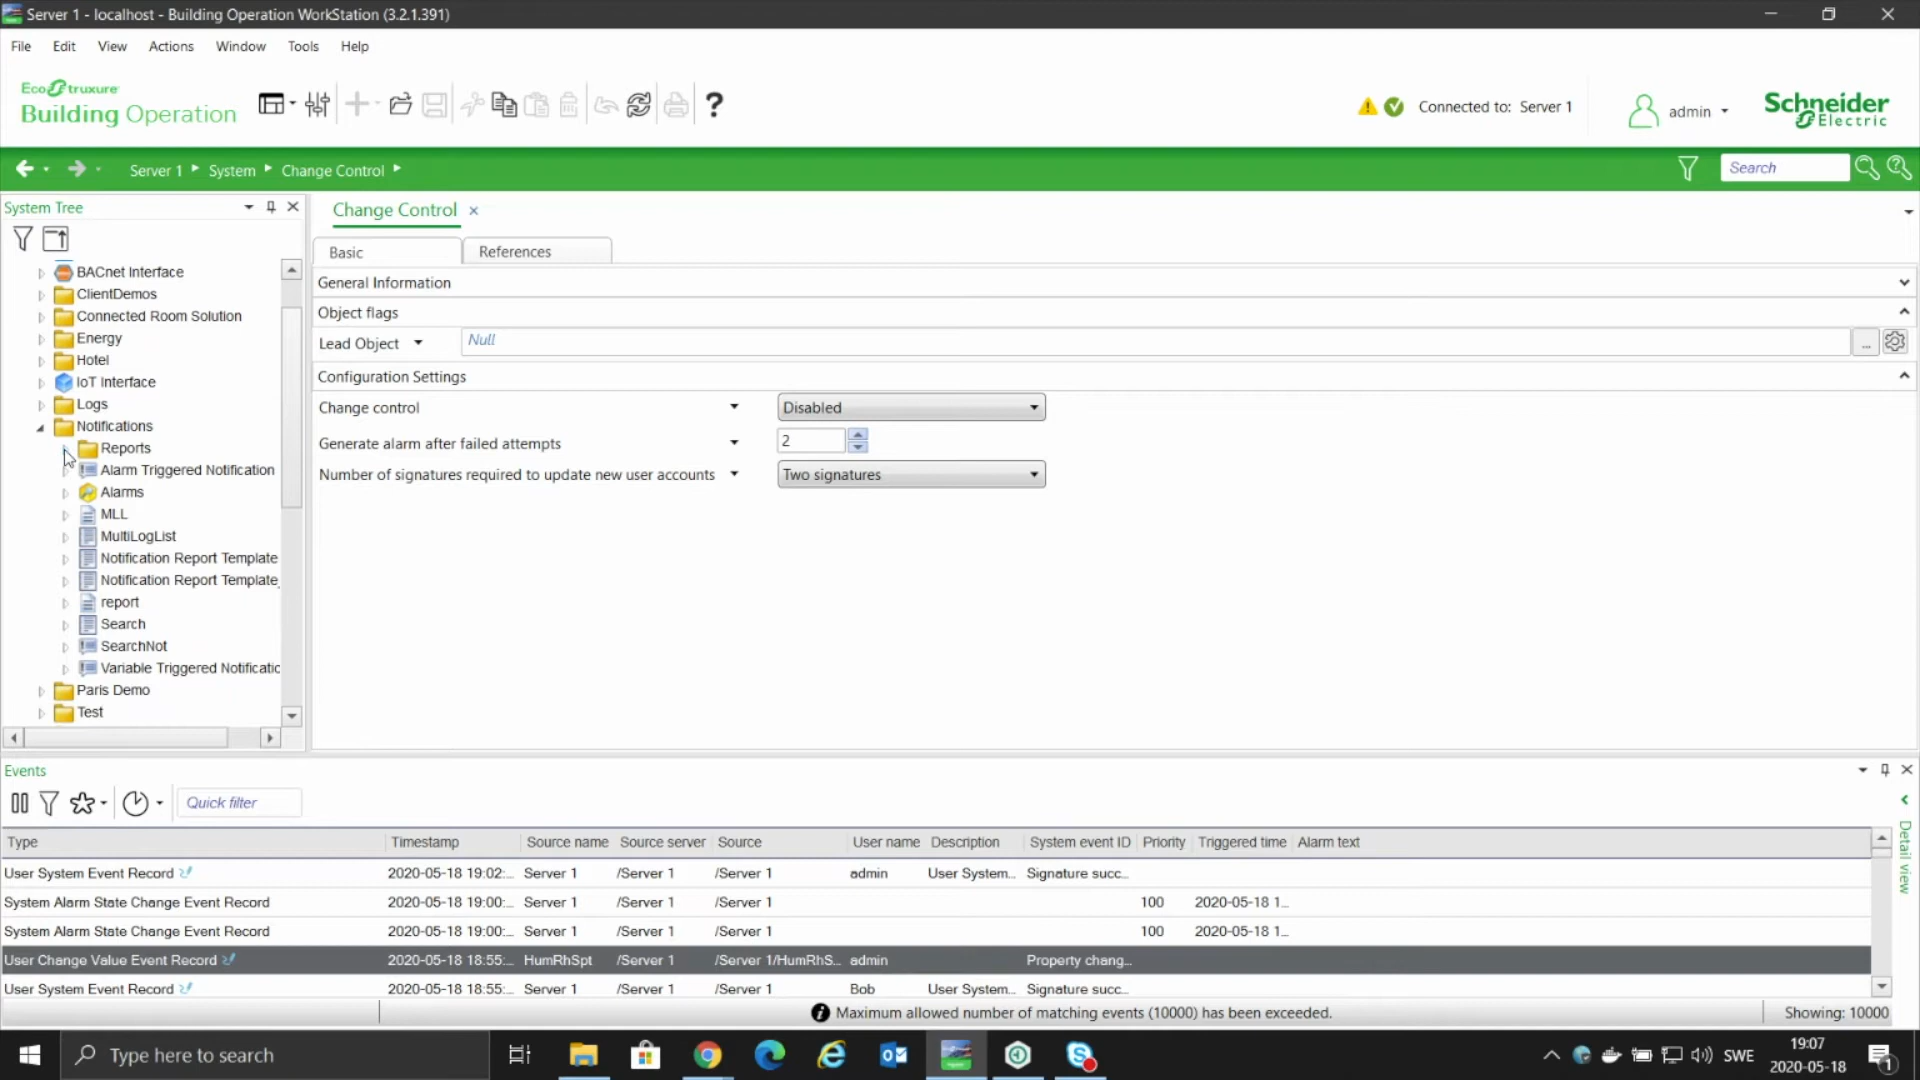 Server 1 - localhost - Building Operation WorkStation (3.2.1.391)
File Edit View Actions Window Tools Help
EcoStruxure
Building Operation
Connected to: Server 1
admin
Schneider
Electric
Server 1 System Change Control
Search
System Tree
BACnet Interface
ClientDemos
Connected Room Solution
Energy
Hotel
IoT Interface
Logs
Notifications
Reports
Alarm Triggered Notification
Alarms
MLL
MultiLogList
Notification Report Template
Notification Report Template_
report
Search
SearchNot
Variable Triggered Notificatic
Paris Demo
Test
Change Control
Basic References
General Information
Object flags
Lead Object Null ...
Configuration Settings
Change control Disabled
Generate alarm after failed attempts 2
Number of signatures required to update new user accounts Two signatures
Events
Quick filter
Detail view
Type Timestamp Source name Source server Source User name Description System event ID Priority Triggered time Alarm text
User System Event Record 2020-05-18 19:02:... Server 1 /Server 1 /Server 1 admin User System... Signature succ...
System Alarm State Change Event Record 2020-05-18 19:00:... Server 1 /Server 1 /Server 1 100 2020-05-18 1...
System Alarm State Change Event Record 2020-05-18 19:00:... Server 1 /Server 1 /Server 1 100 2020-05-18 1...
User Change Value Event Record 2020-05-18 18:55:... HumRhSpt /Server 1 /Server 1/HumRhS... admin Property chang...
User System Event Record 2020-05-18 18:55:... Server 1 /Server 1 /Server 1 Bob User System... Signature succ...
Maximum allowed number of matching events (10000) has been exceeded. Showing: 10000
Type here to search
SWE
19:07
2020-05-18
1